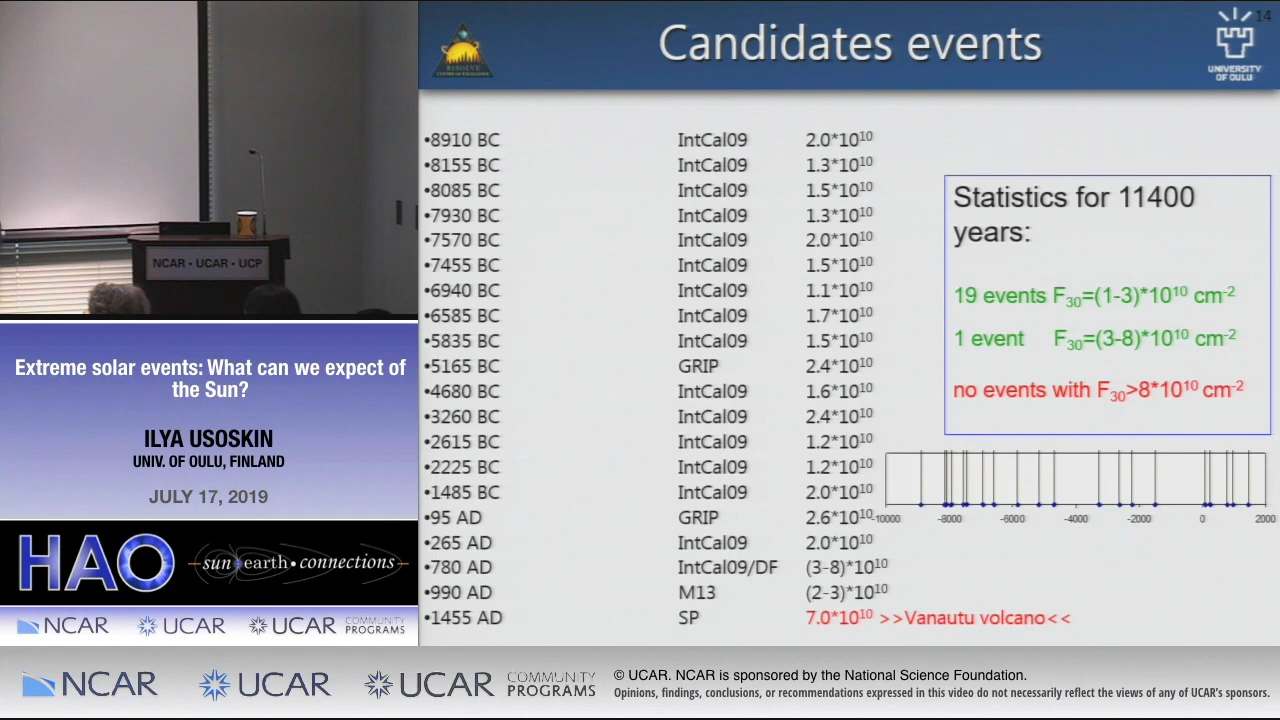 14
Candidates events
RESOLVE
CENTRE OF EXCELLENCE
UNIVERSITY
OF OULU
•8910 BC IntCal09 2.0*10¹⁰
•8155 BC IntCal09 1.3*10¹⁰
•8085 BC IntCal09 1.5*10¹⁰
•7930 BC IntCal09 1.3*10¹⁰
•7570 BC IntCal09 2.0*10¹⁰
•7455 BC IntCal09 1.5*10¹⁰
•6940 BC IntCal09 1.1*10¹⁰
•6585 BC IntCal09 1.7*10¹⁰
•5835 BC IntCal09 1.5*10¹⁰
•5165 BC GRIP 2.4*10¹⁰
•4680 BC IntCal09 1.6*10¹⁰
•3260 BC IntCal09 2.4*10¹⁰
•2615 BC IntCal09 1.2*10¹⁰
•2225 BC IntCal09 1.2*10¹⁰
•1485 BC IntCal09 2.0*10¹⁰
•95 AD GRIP 2.6*10¹⁰
•265 AD IntCal09 2.0*10¹⁰
•780 AD IntCal09/DF (3-8)*10¹⁰
•990 AD M13 (2-3)*10¹⁰
•1455 AD SP 7.0*10¹⁰ >>Vanautu volcano<<
Statistics for 11400
years:
19 events F₃₀=(1-3)*10¹⁰ cm⁻²
1 event F₃₀=(3-8)*10¹⁰ cm⁻²
no events with F₃₀>8*10¹⁰ cm⁻²
-10000 -8000 -6000 -4000 -2000 0 2000
NCAR • UCAR • UCP
Extreme solar events: What can we expect of
the Sun?
ILYA USOSKIN
UNIV. OF OULU, FINLAND
JULY 17, 2019
HAO sun earth • connections
NCAR UCAR UCAR COMMUNITY
PROGRAMS
NCAR UCAR UCAR COMMUNITY
PROGRAMS
© UCAR. NCAR is sponsored by the National Science Foundation.
Opinions, findings, conclusions, or recommendations expressed in this video do not necessarily reflect the views of any of UCAR's sponsors.